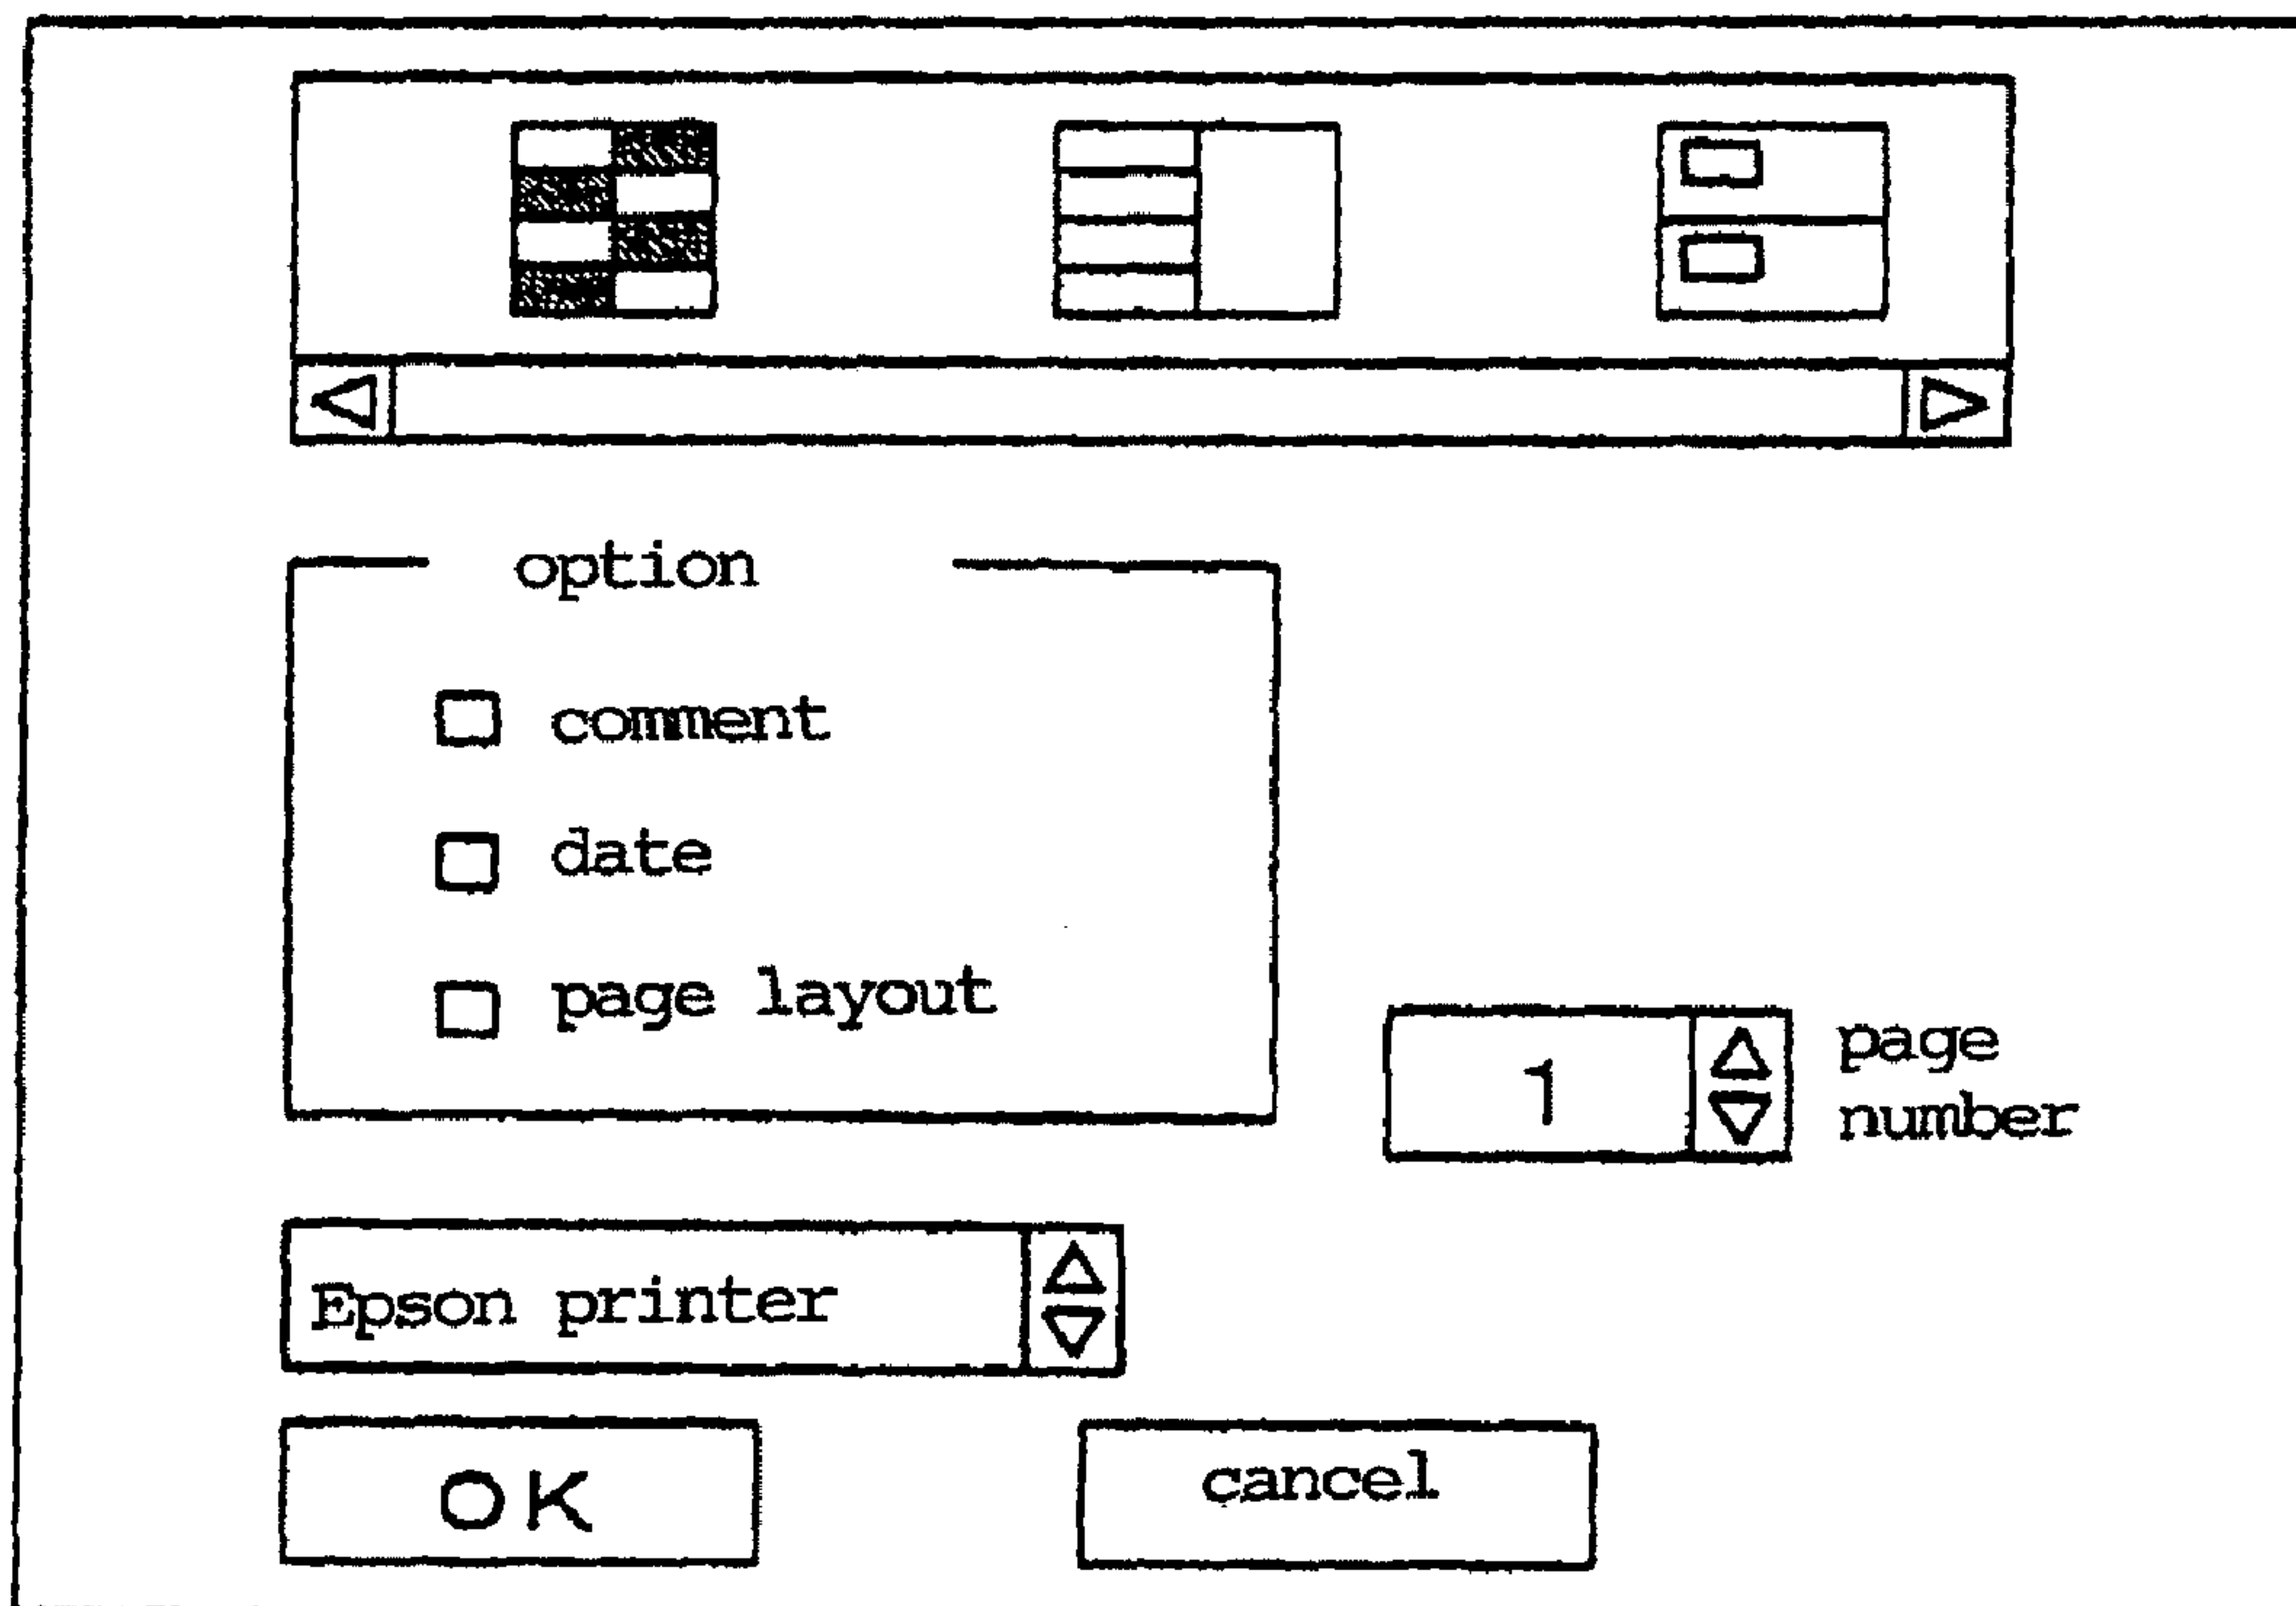 option
comment
date
page layout
1
page
number
Epson printer
OK
cancel